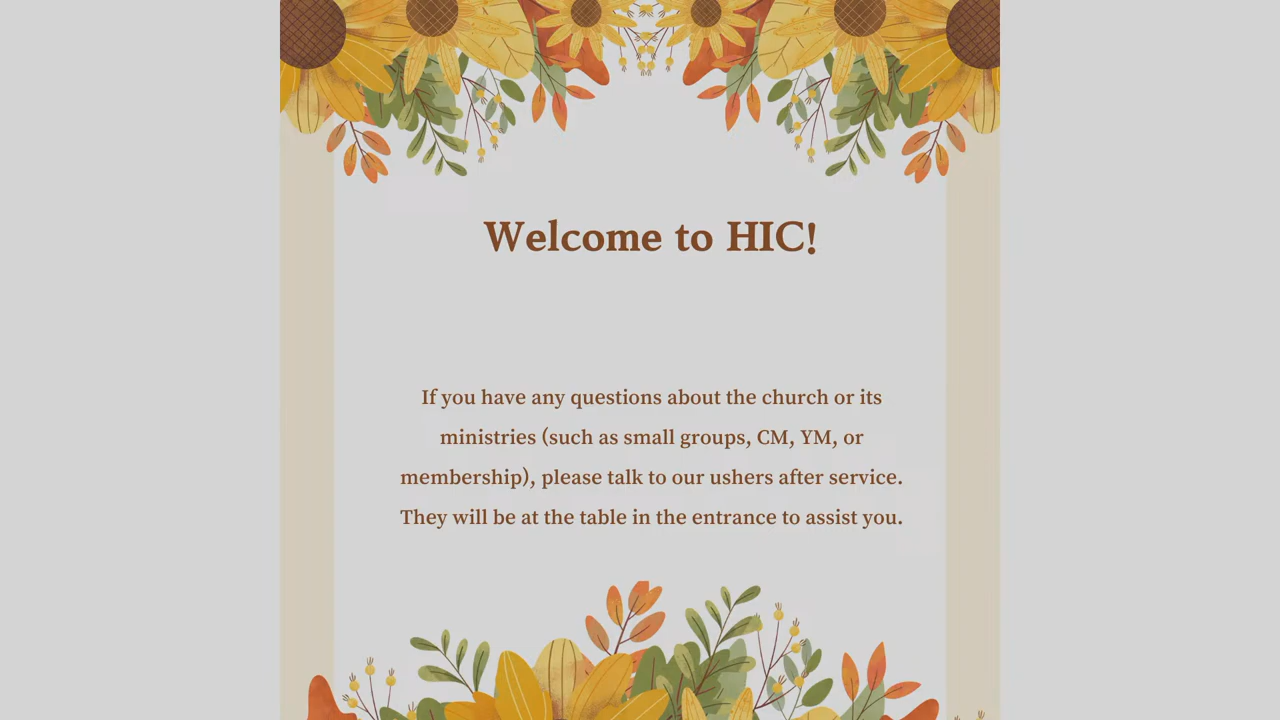 Welcome to HIC!
If you have any questions about the church or its
ministries (such as small groups, CM, YM, or
membership), please talk to our ushers after service.
They will be at the table in the entrance to assist you.